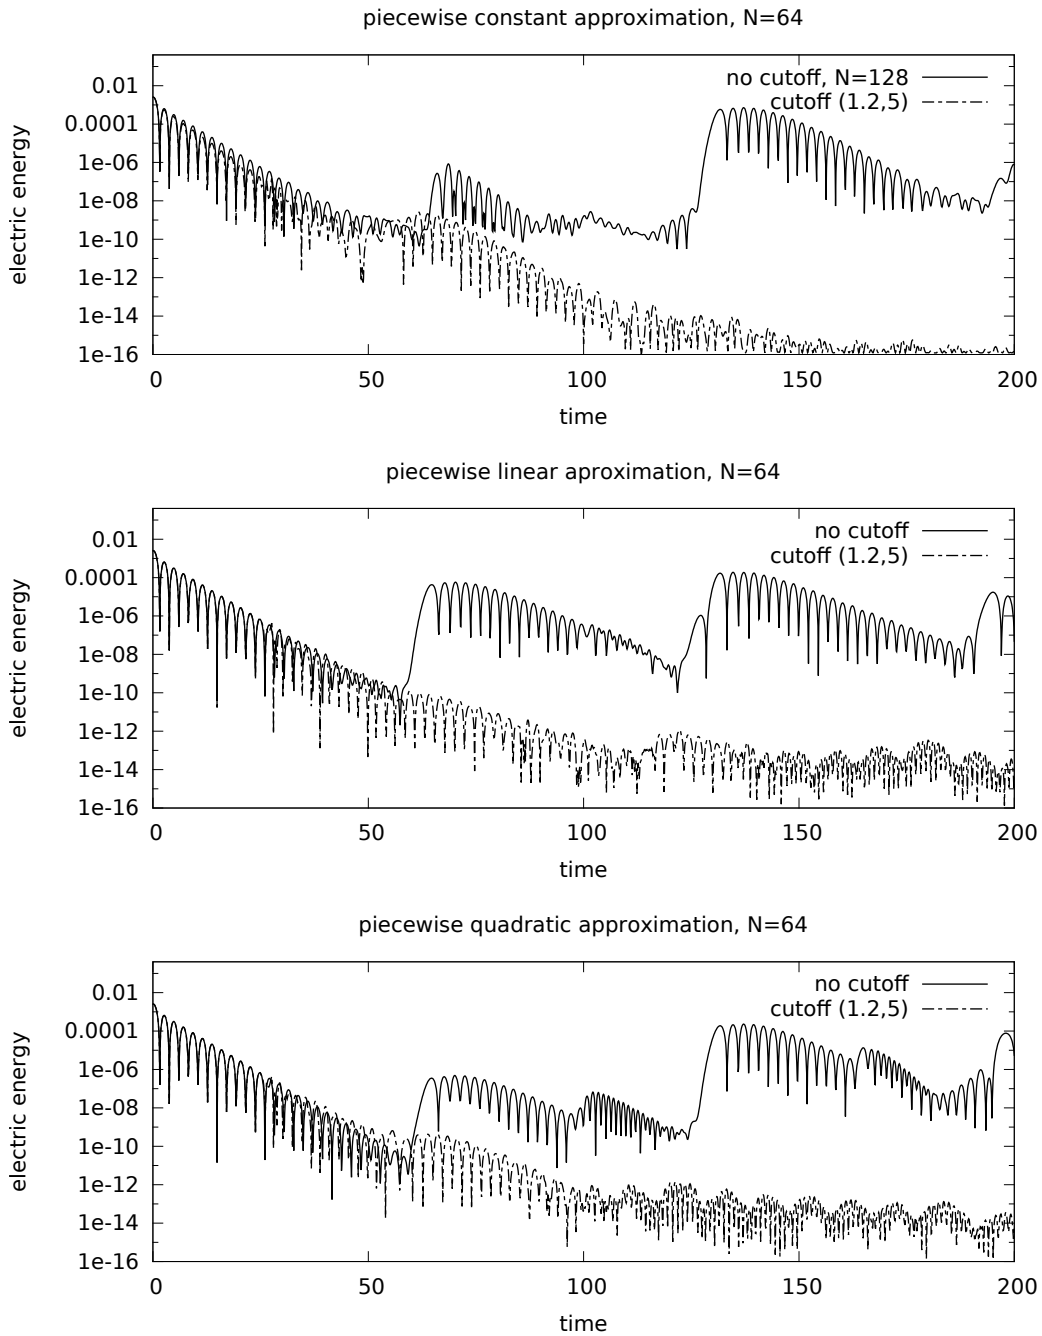 piecewise constant approximation, N=64
no cutoff, N=128
cutoff (1.2,5)
electric energy
0.01
0.0001
1e-06
1e-08
1e-10
1e-12
1e-14
1e-16
0 50 100 150 200
time
piecewise linear aproximation, N=64
no cutoff
cutoff (1.2,5)
electric energy
0.01
0.0001
1e-06
1e-08
1e-10
1e-12
1e-14
1e-16
0 50 100 150 200
time
piecewise quadratic approximation, N=64
no cutoff
cutoff (1.2,5)
electric energy
0.01
0.0001
1e-06
1e-08
1e-10
1e-12
1e-14
1e-16
0 50 100 150 200
time